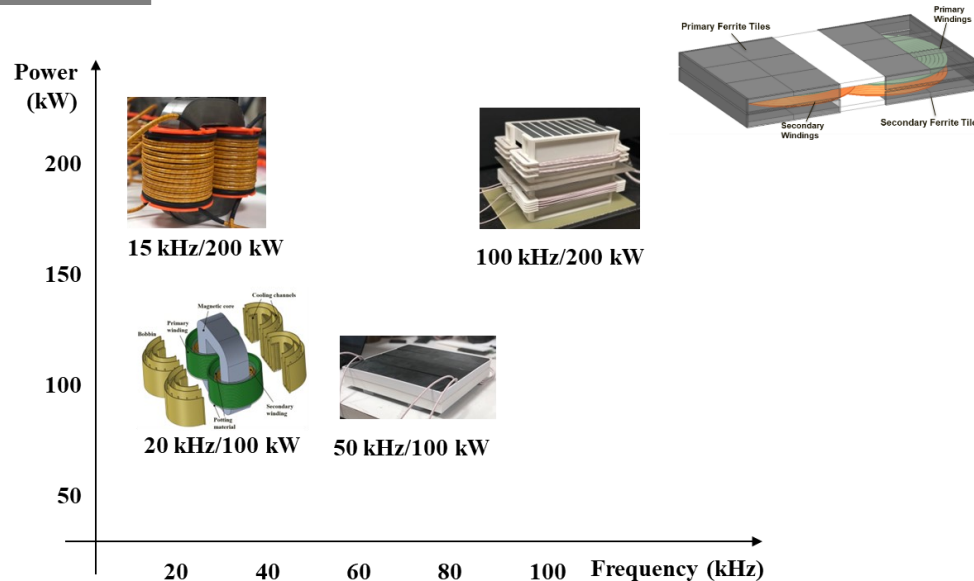 Primary Ferrite Tiles
Primary
Windings
Secondary
Windings
Secondary Ferrite Tile
Power
(kW)
200
150
100
50
15 kHz/200 kW
100 kHz/200 kW
Cooling channels
Magnetic core
Primary
winding
Bobbin
Secondary
winding
Potting
material
20 kHz/100 kW
50 kHz/100 kW
20
40
60
80
100
Frequency (kHz)